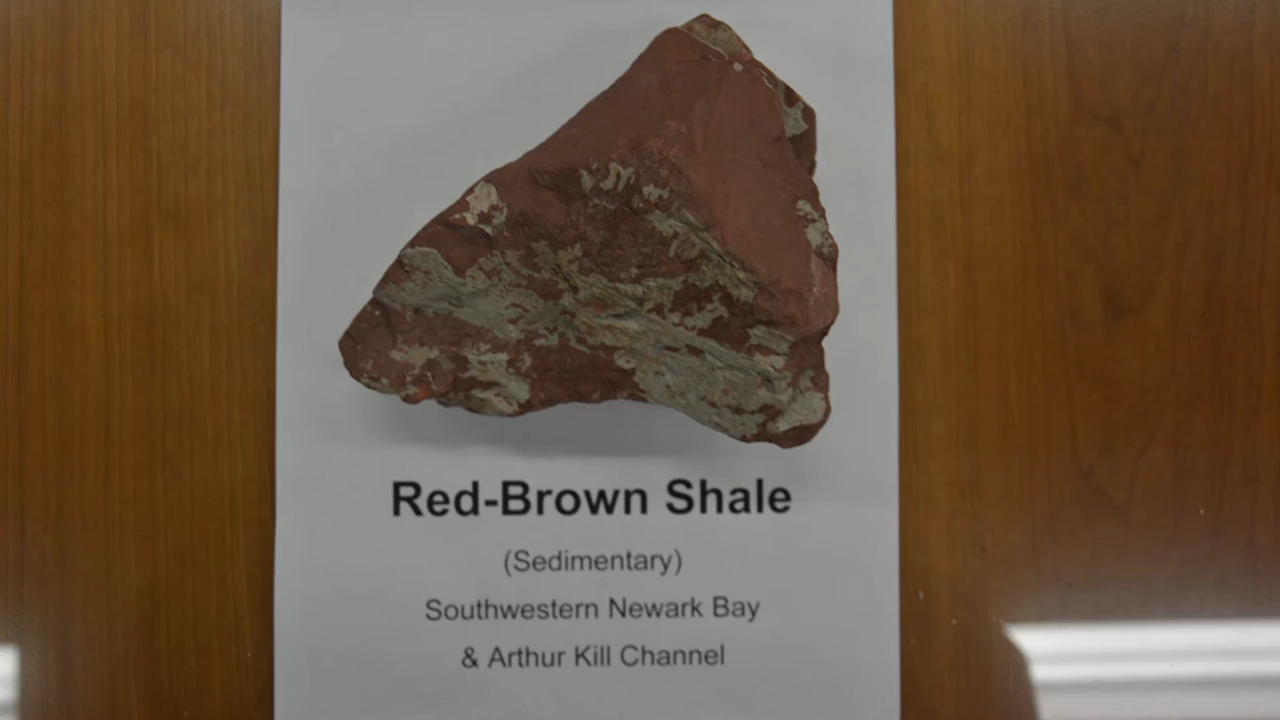 Red-Brown Shale
(Sedimentary)
Southwestern Newark Bay
& Arthur Kill Channel